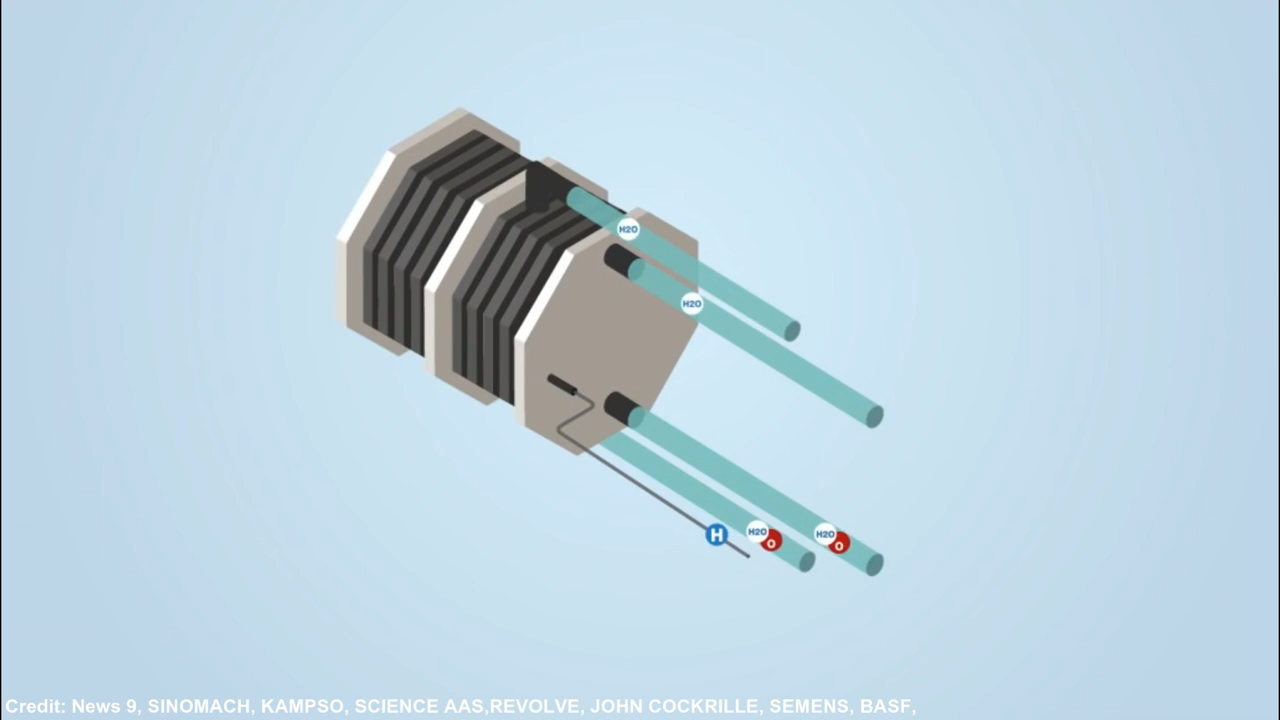 H2O
H2O
H H2O O H2O O
Credit: News 9, SINOMACH, KAMPSO, SCIENCE AAS,REVOLVE, JOHN COCKRILLE, SEMENS, BASF,